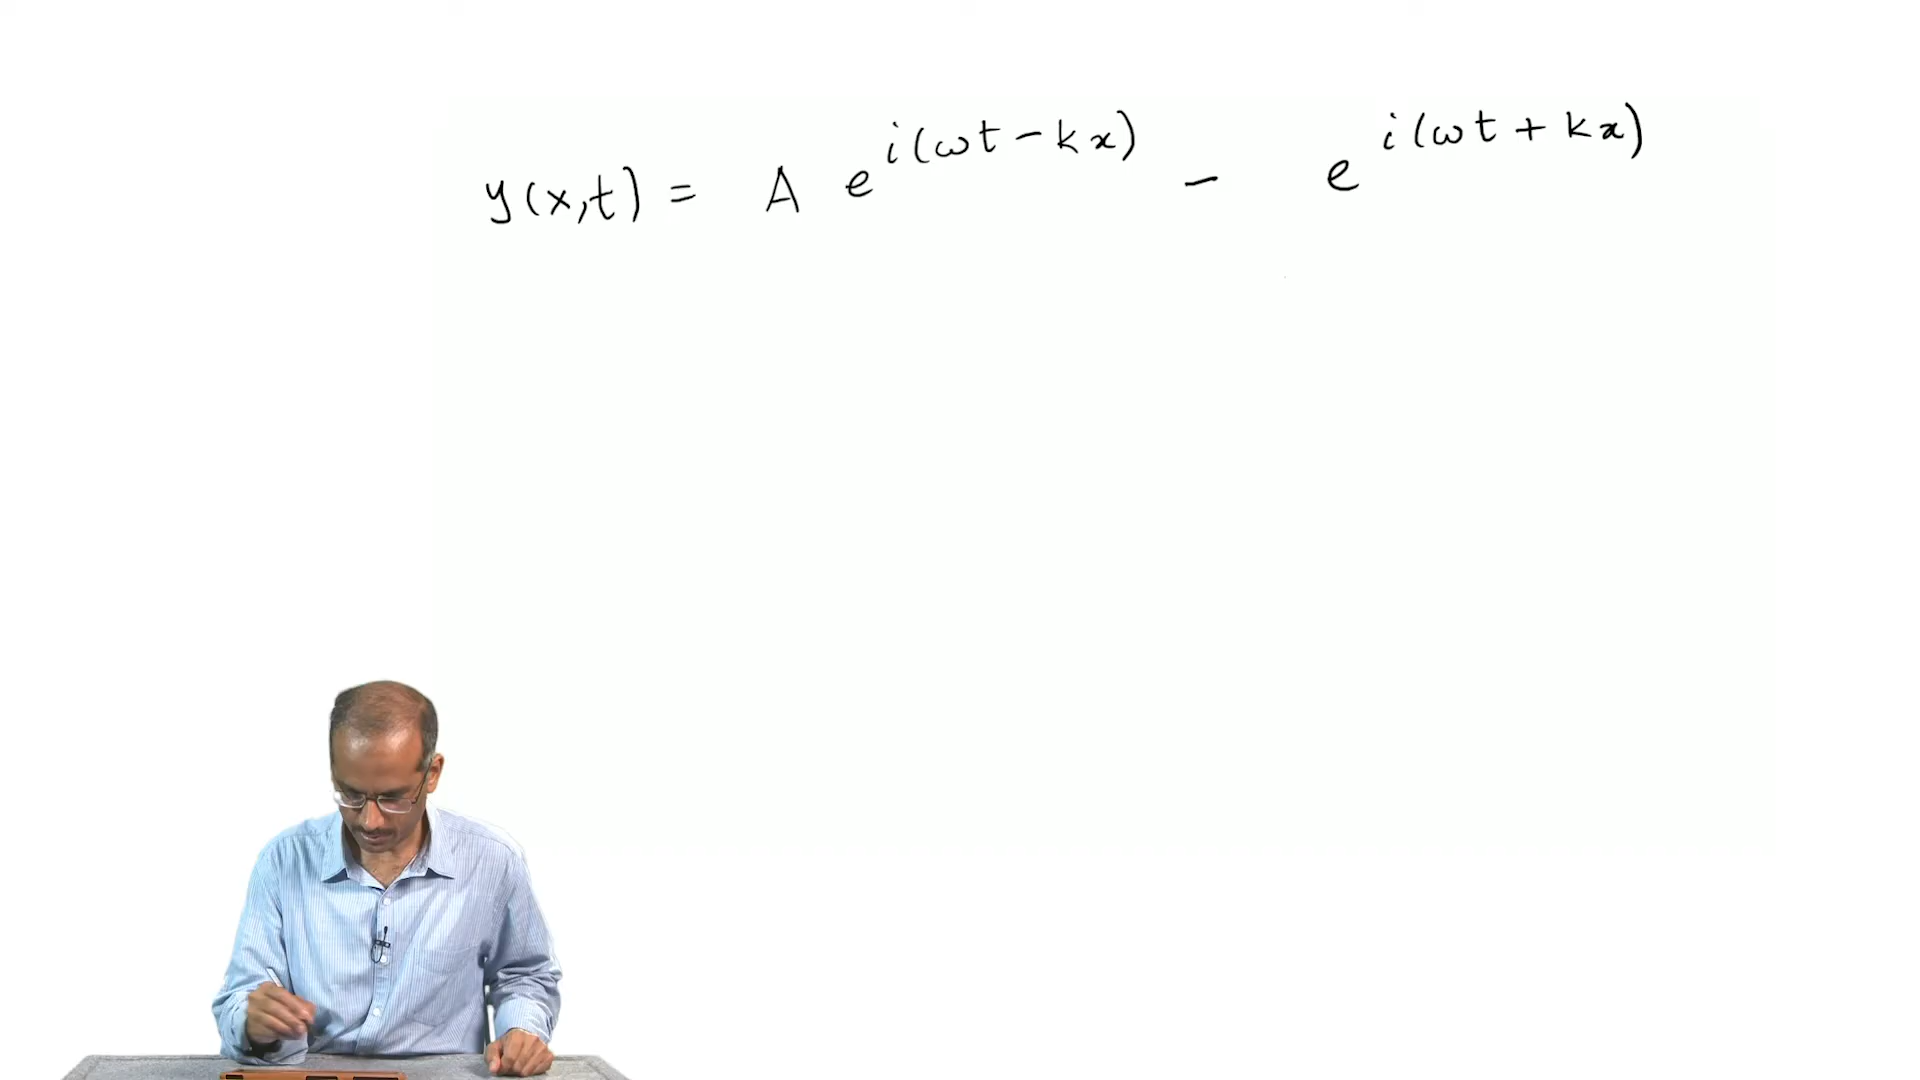 y(x,t) = A e^{i(ωt - kx)} - e^{i(ωt + kx)}